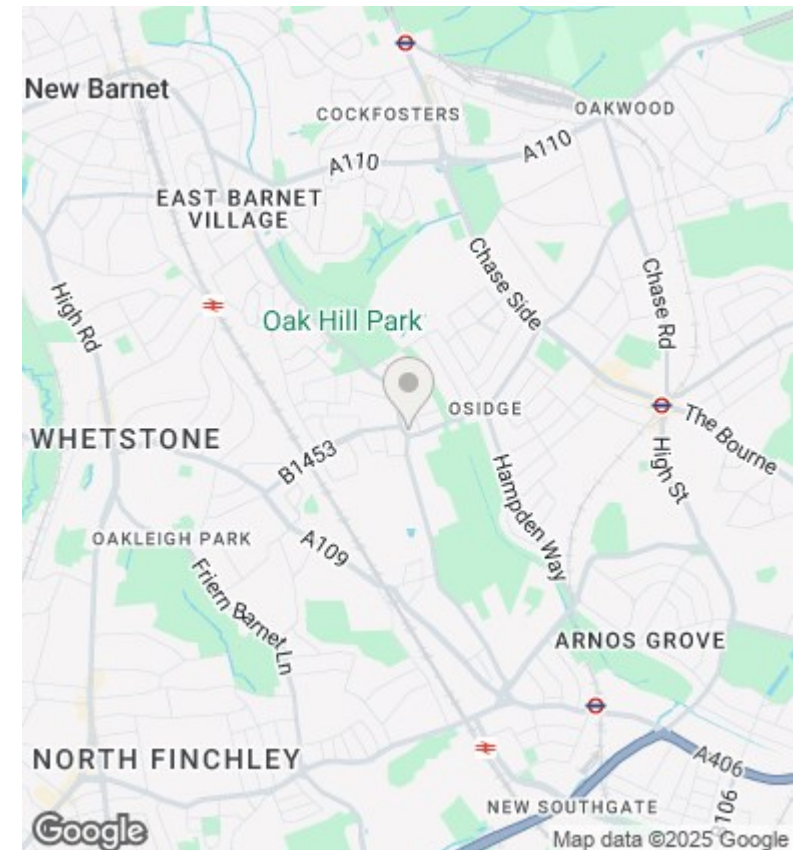 New Barnet
COCKFOSTERS
OAKWOOD
A110
A110
EAST BARNET
VILLAGE
High Rd
Chase Side
Chase Rd
Oak Hill Park
OSIDGE
WHETSTONE
B1453
The Bourne
High St
Hampden Way
OAKLEIGH PARK
A109
Friern Barnet Ln
ARNOS GROVE
NORTH FINCHLEY
A406
B106
NEW SOUTHGATE
Google
Map data ©2025 Google